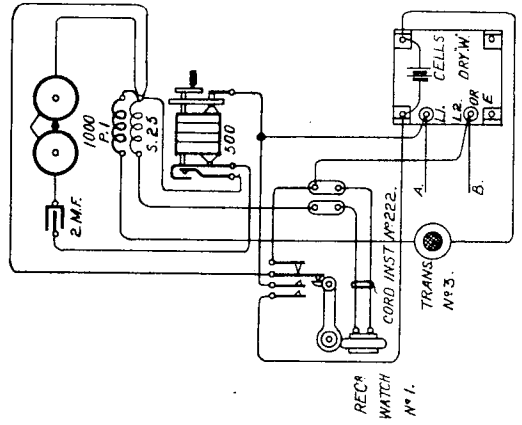 1000
P.1
S.25
500
2 M.F.
CELLS
DRY "W."
L1.
L2
OR
E
A.
B.
CORD INST Nº 222.
TRANS.
Nº 3.
RECR
WATCH
Nº 1.